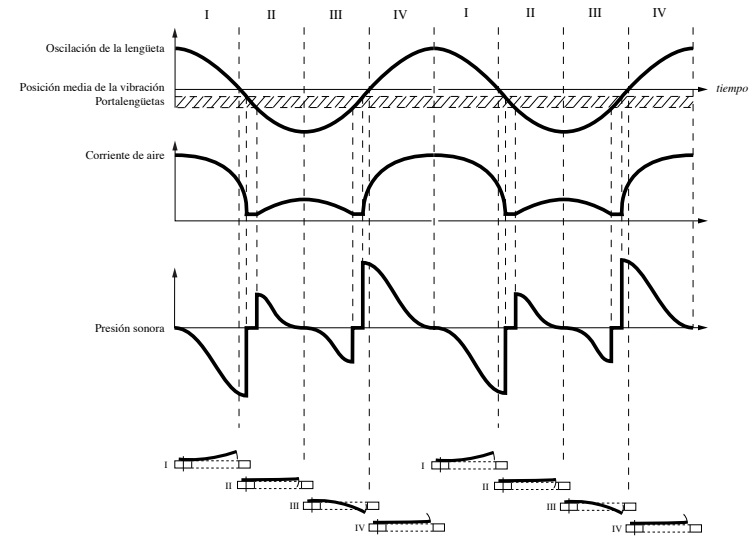 I II III IV I II III IV
Oscilación de la lengüeta
Posición media de la vibración
tiempo
Portalengüetas
Corriente de aire
Presión sonora
I I
II II
III III
IV IV